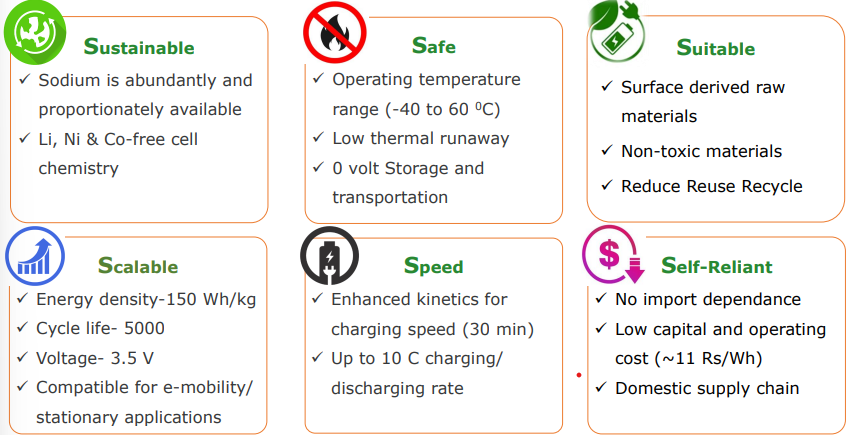 Sustainable
✓ Sodium is abundantly and
proportionately available
✓ Li, Ni & Co-free cell
chemistry
Safe
✓ Operating temperature
range (-40 to 60 ⁰C)
✓ Low thermal runaway
✓ 0 volt Storage and
transportation
Suitable
✓ Surface derived raw
materials
✓ Non-toxic materials
✓ Reduce Reuse Recycle
Scalable
✓ Energy density-150 Wh/kg
✓ Cycle life- 5000
✓ Voltage- 3.5 V
✓ Compatible for e-mobility/
stationary applications
Speed
✓ Enhanced kinetics for
charging speed (30 min)
✓ Up to 10 C charging/
discharging rate
$
Self-Reliant
✓ No import dependance
✓ Low capital and operating
cost (~11 Rs/Wh)
✓ Domestic supply chain